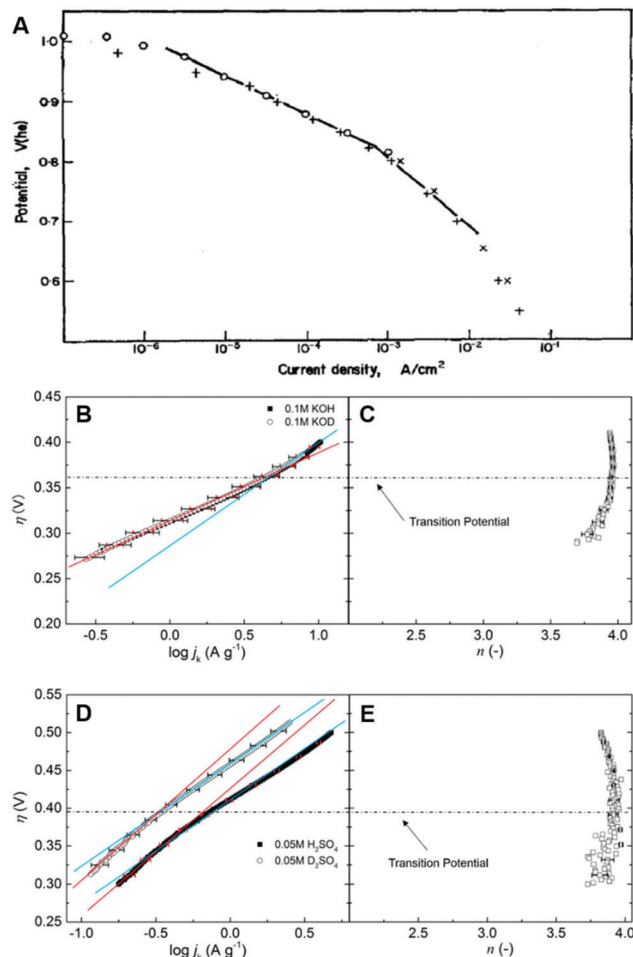 A
1.0
0.9
0.8
0.7
0.6
Potential, V(he)
10⁻⁶
10⁻⁵
10⁻⁴
10⁻³
10⁻²
10⁻¹
Current density, A/cm²
B
0.1M KOH
0.1M KOD
0.45
0.40
0.35
0.30
0.25
0.20
η (V)
-0.5
0.0
0.5
1.0
log jₖ (A g⁻¹)
C
Transition Potential
2.5
3.0
3.5
4.0
n (-)
D
0.05M H₂SO₄
0.05M D₂SO₄
0.55
0.50
0.45
0.40
0.35
0.30
0.25
η (V)
-1.0
-0.5
0.0
0.5
log jₖ (A g⁻¹)
E
Transition Potential
2.5
3.0
3.5
4.0
n (-)